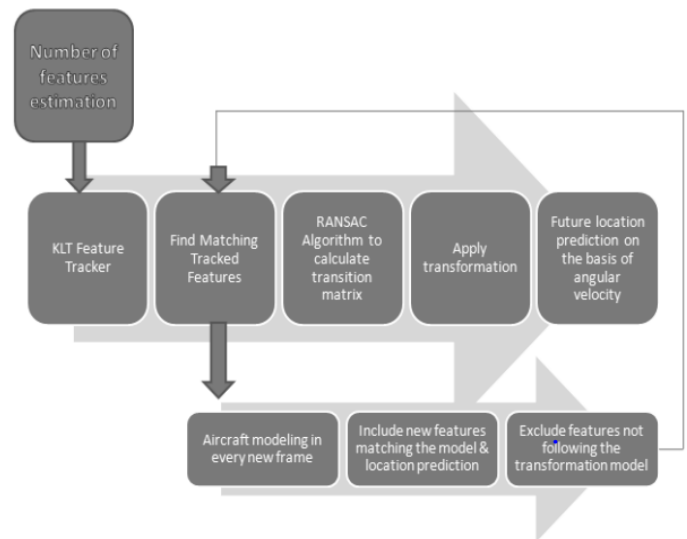 Number of
features
estimation
KLT Feature
Tracker
Find Matching
Tracked
Features
RANSAC
Algorithm to
calculate
transition
matrix
Apply
transformation
Future location
prediction on
the basis of
angular
velocity
Aircraft modeling in
every new frame
Include new features
matching the model &
location prediction
Exclude features not
following the
transformation model